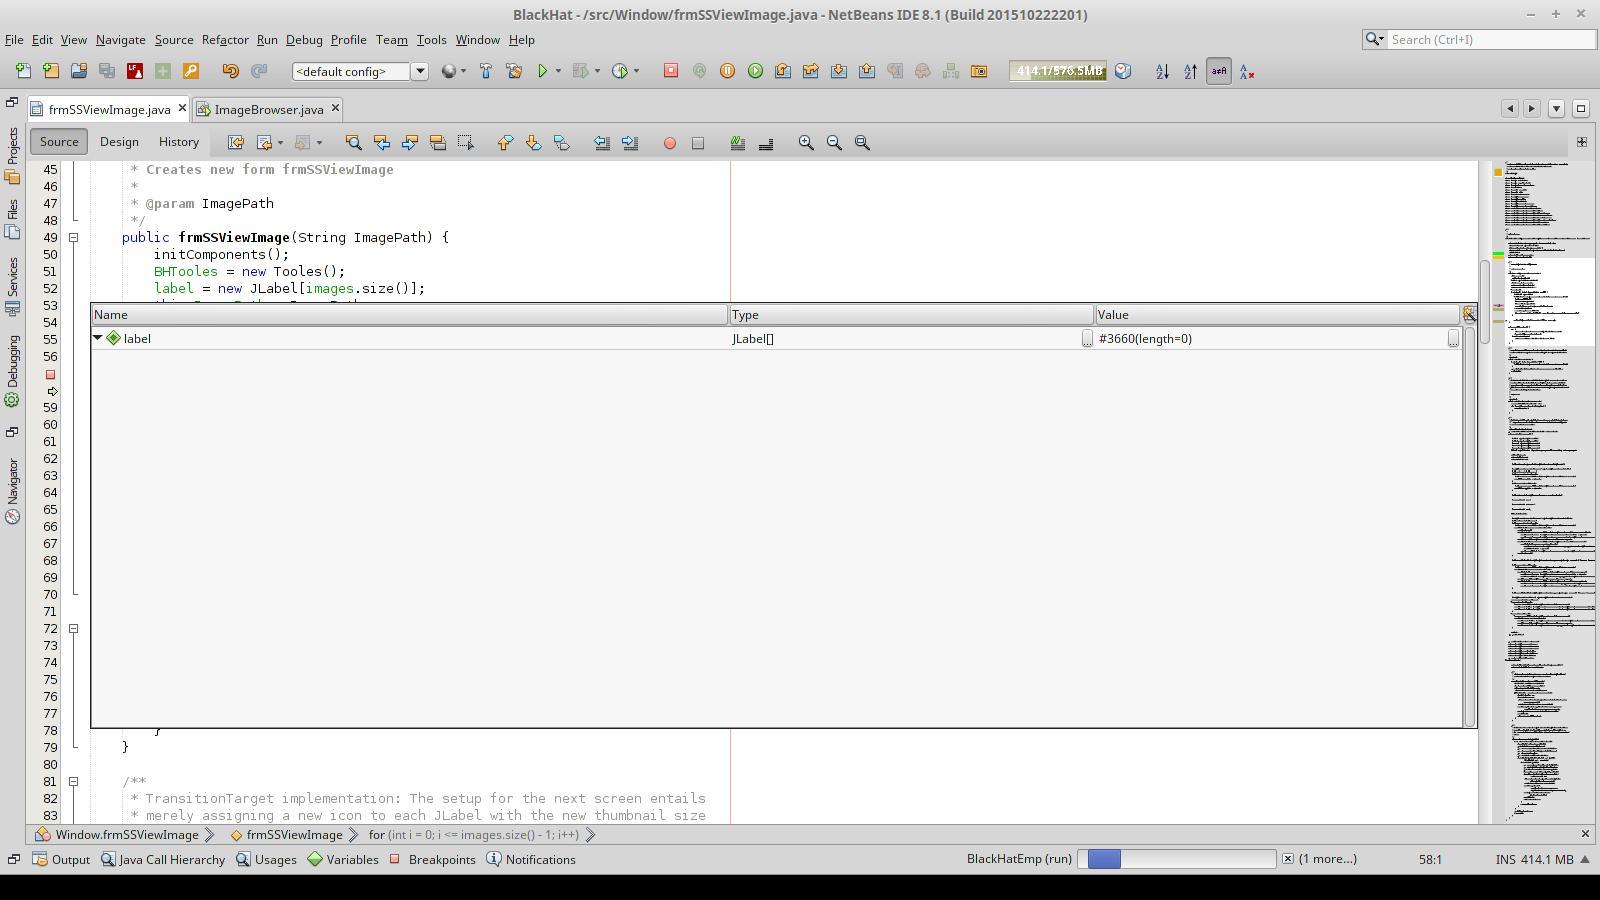 BlackHat - /src/Window/frmSSViewImage.java - NetBeans IDE 8.1 (Build 201510222201)
File Edit View Navigate Source Refactor Run Debug Profile Team Tools Window Help
Search (Ctrl+I)
<default config>
414.1/576.5MB
frmSSViewImage.java
ImageBrowser.java
Source Design History
Projects
Files
Services
Debugging
Navigator
45 * Creates new form frmSSViewImage
46 *
47 * @param ImagePath
48 */
49 public frmSSViewImage(String ImagePath) {
50 initComponents();
51 BHTooles = new Tooles();
52 label = new JLabel[images.size()];
53
Name Type Value
54
55 label JLabel[] ... #3660(length=0) ...
56
59
60
61
62
63
64
65
66
67
68
69
70
71
72
73
74
75
76
77
78 }
79 }
80
81 /**
82 * TransitionTarget implementation: The setup for the next screen entails
83 * merely assigning a new icon to each JLabel with the new thumbnail size
Window.frmSSViewImage frmSSViewImage for (int i = 0; i <= images.size() - 1; i++)
Output Java Call Hierarchy Usages Variables Breakpoints Notifications
BlackHatEmp (run) (1 more...) 58:1 INS 414.1 MB